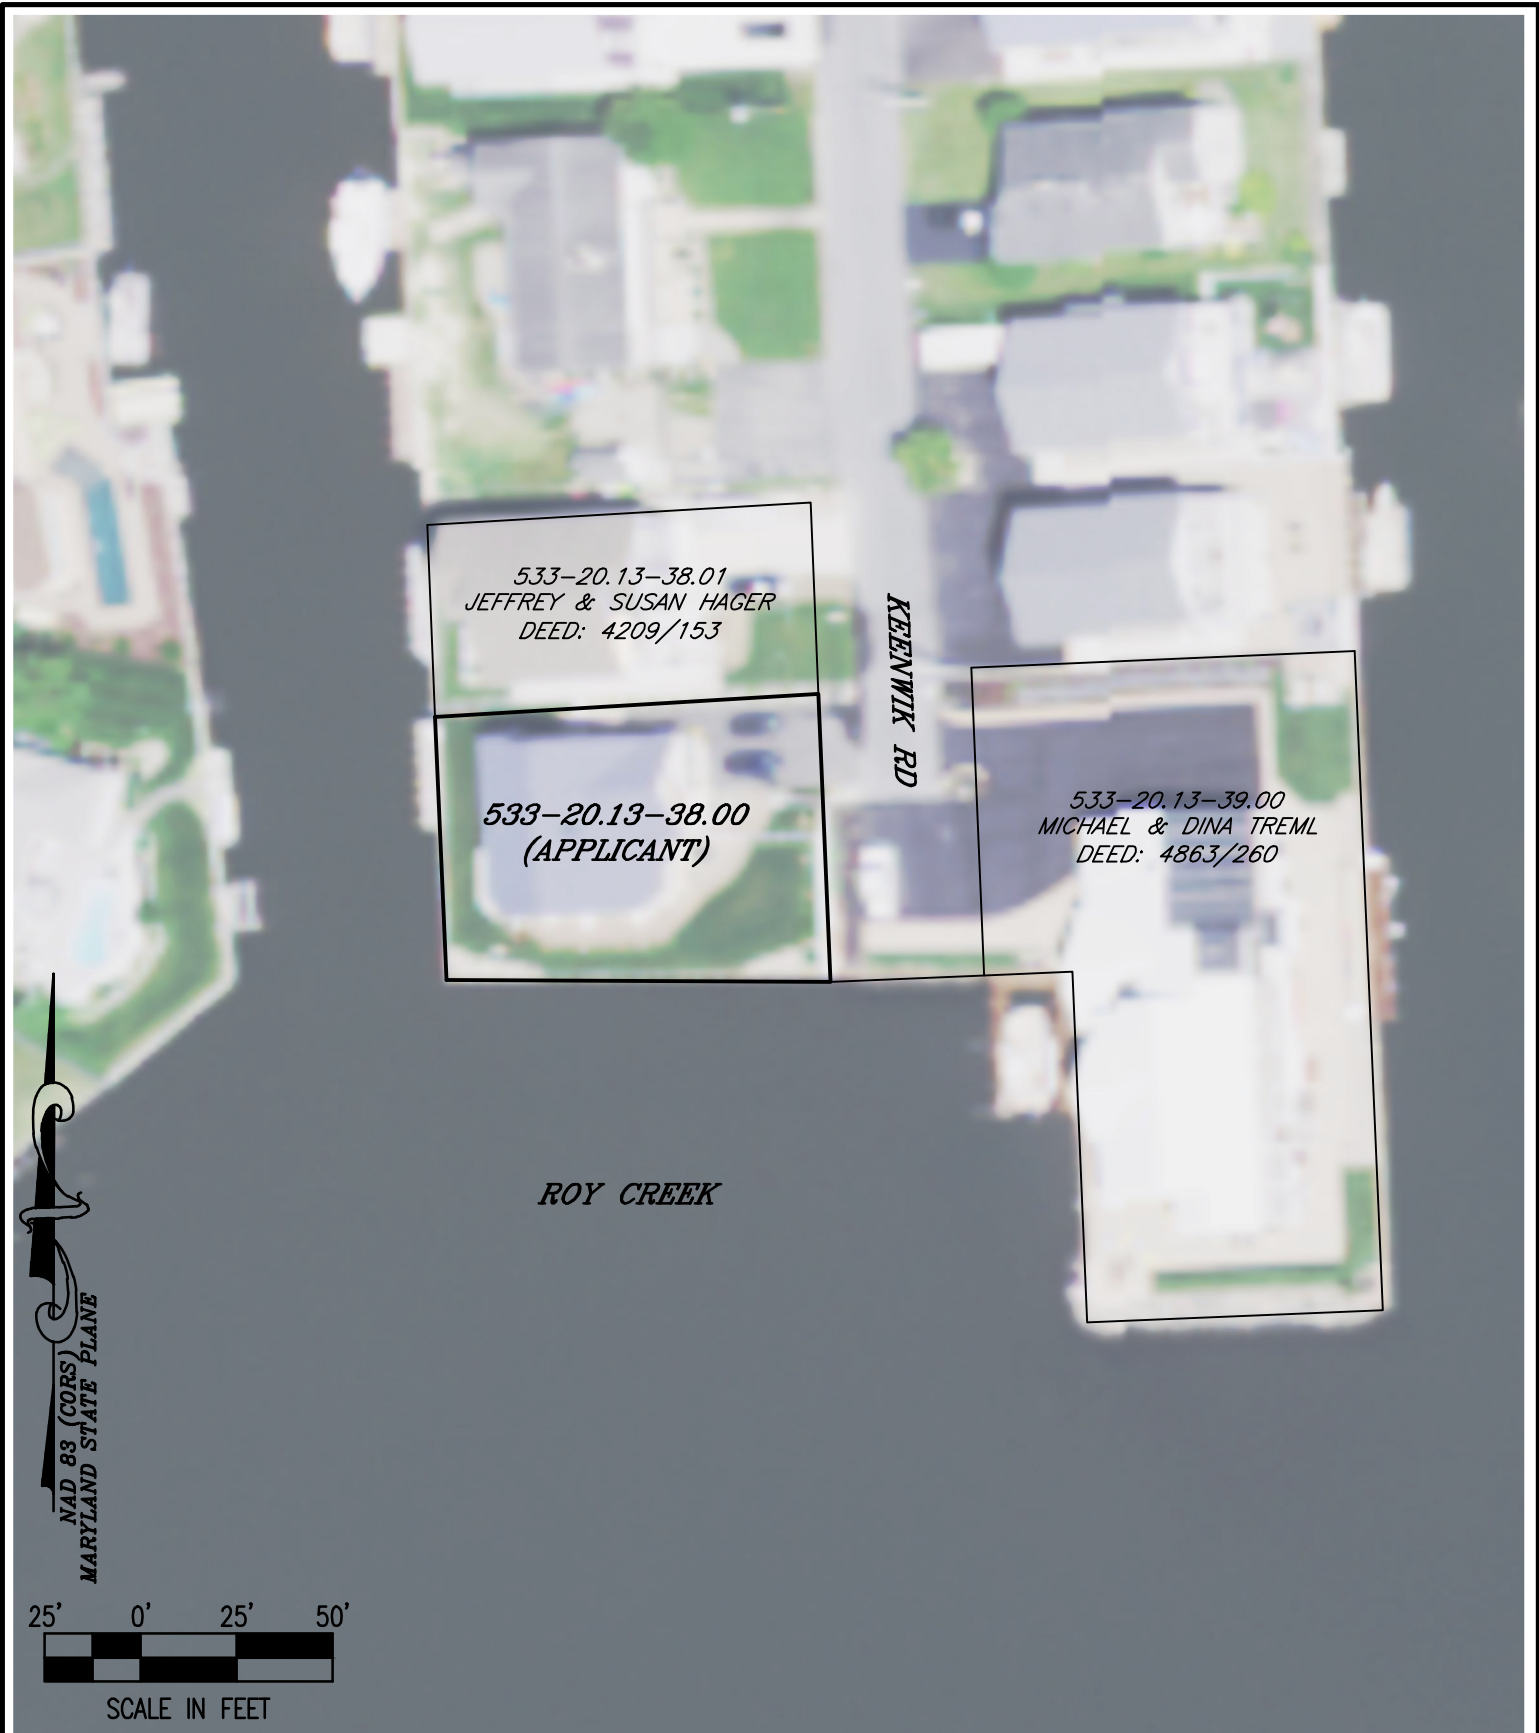 533-20.13-38.01
JEFFREY & SUSAN HAGER
DEED: 4209/153
KEENWIK RD
533-20.13-38.00
(APPLICANT)
533-20.13-39.00
MICHAEL & DINA TREML
DEED: 4863/260
ROY CREEK
NAD 83 (CORS)
MARYLAND STATE PLANE
25' 0' 25' 50'
SCALE IN FEET